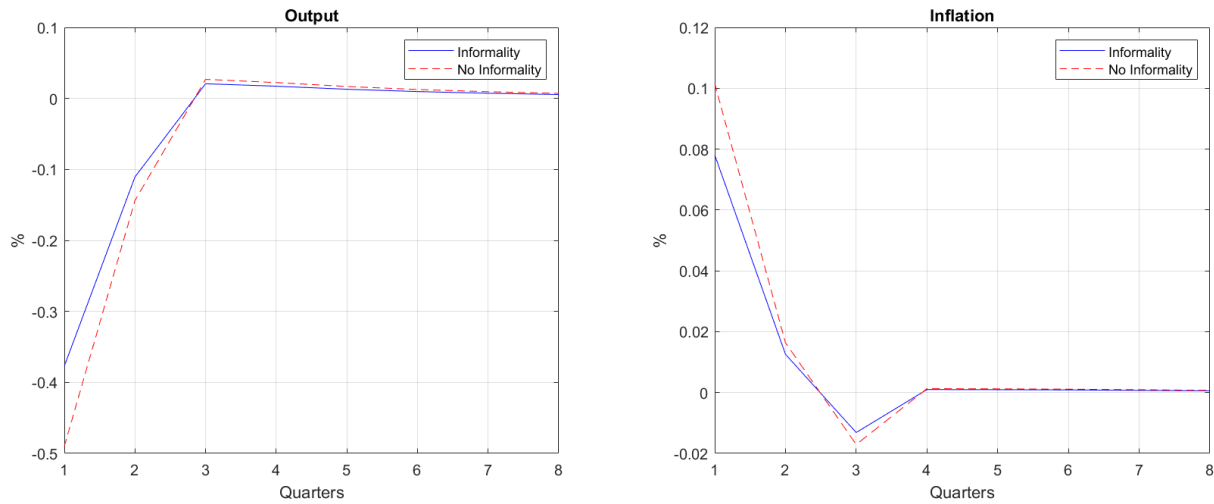 Output
0.1
0
-0.1
-0.2
-0.3
-0.4
-0.5
%
1 2 3 4 5 6 7 8
Quarters
Informality
No Informality
Inflation
0.12
0.1
0.08
0.06
0.04
0.02
0
-0.02
%
1 2 3 4 5 6 7 8
Quarters
Informality
No Informality